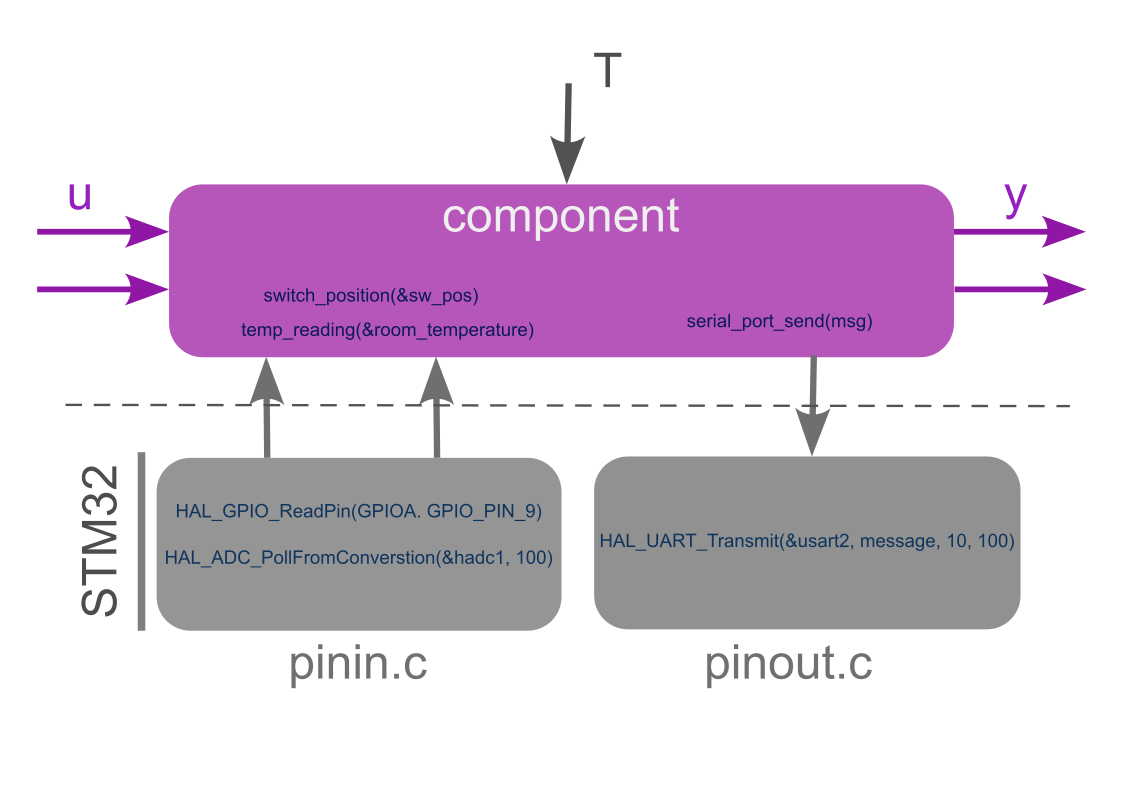 T
u
y
component
switch_position(&sw_pos)
temp_reading(&room_temperature)
serial_port_send(msg)
STM32
HAL_GPIO_ReadPin(GPIOA. GPIO_PIN_9)
HAL_ADC_PollFromConverstion(&hadc1, 100)
HAL_UART_Transmit(&usart2, message, 10, 100)
pinin.c
pinout.c